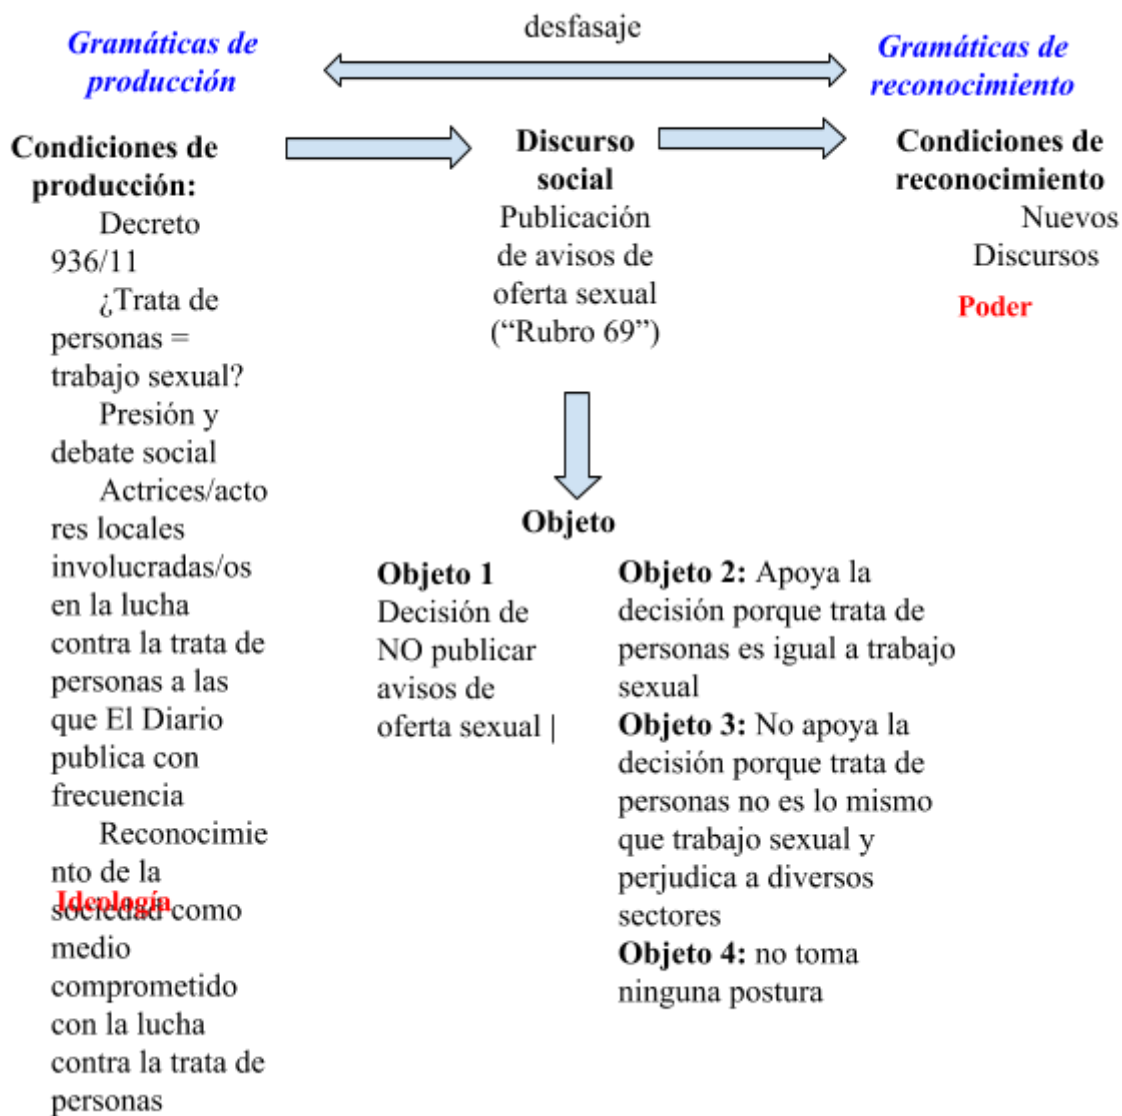 desfasaje
Gramáticas de
producción
Gramáticas de
reconocimiento
Condiciones de
producción:
Decreto
936/11
¿Trata de
personas =
trabajo sexual?
Presión y
debate social
Actrices/acto
res locales
involucradas/os
en la lucha
contra la trata de
personas a las
que El Diario
publica con
frecuencia
Reconocimie
nto de la
sociedad como
Ideología
medio
comprometido
con la lucha
contra la trata de
personas
Discurso
social
Publicación
de avisos de
oferta sexual
(“Rubro 69”)
Condiciones de
reconocimiento
Nuevos
Discursos
Poder
Objeto
Objeto 1
Decisión de
NO publicar
avisos de
oferta sexual |
Objeto 2: Apoya la
decisión porque trata de
personas es igual a trabajo
sexual
Objeto 3: No apoya la
decisión porque trata de
personas no es lo mismo
que trabajo sexual y
perjudica a diversos
sectores
Objeto 4: no toma
ninguna postura